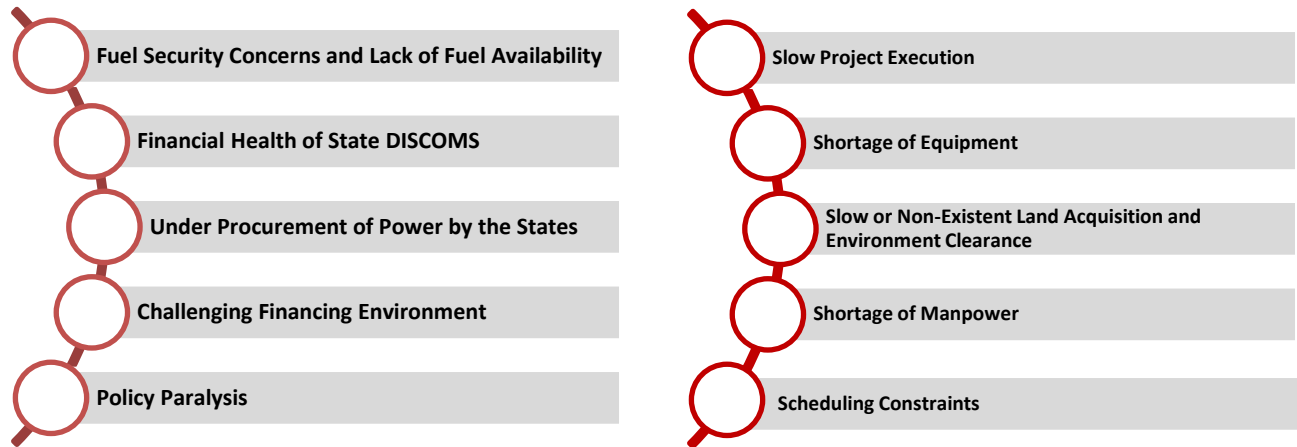 Fuel Security Concerns and Lack of Fuel Availability
Financial Health of State DISCOMS
Under Procurement of Power by the States
Challenging Financing Environment
Policy Paralysis
Slow Project Execution
Shortage of Equipment
Slow or Non-Existent Land Acquisition and
Environment Clearance
Shortage of Manpower
Scheduling Constraints